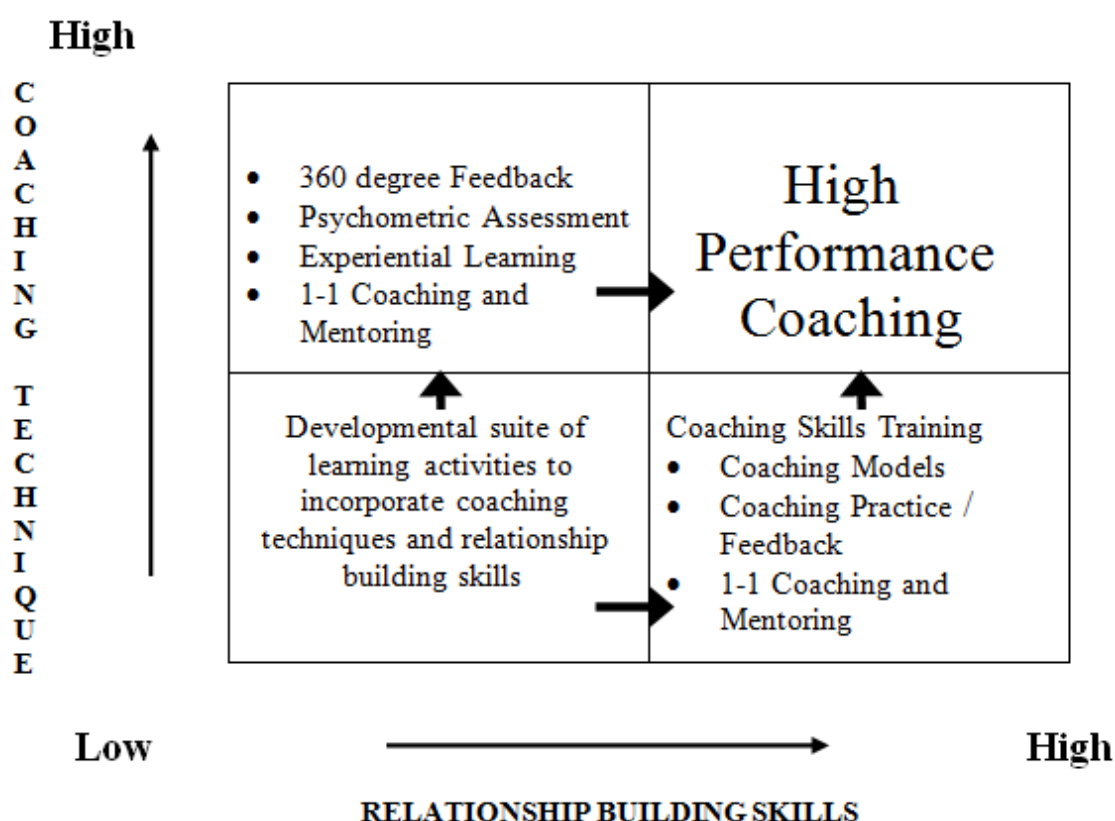 High
COACHING TECHNIQUE
• 360 degree Feedback
• Psychometric Assessment
• Experiential Learning
• 1-1 Coaching and
Mentoring
High
Performance
Coaching
Developmental suite of
learning activities to
incorporate coaching
techniques and relationship
building skills
Coaching Skills Training
• Coaching Models
• Coaching Practice /
Feedback
• 1-1 Coaching and
Mentoring
Low
High
RELATIONSHIP BUILDING SKILLS